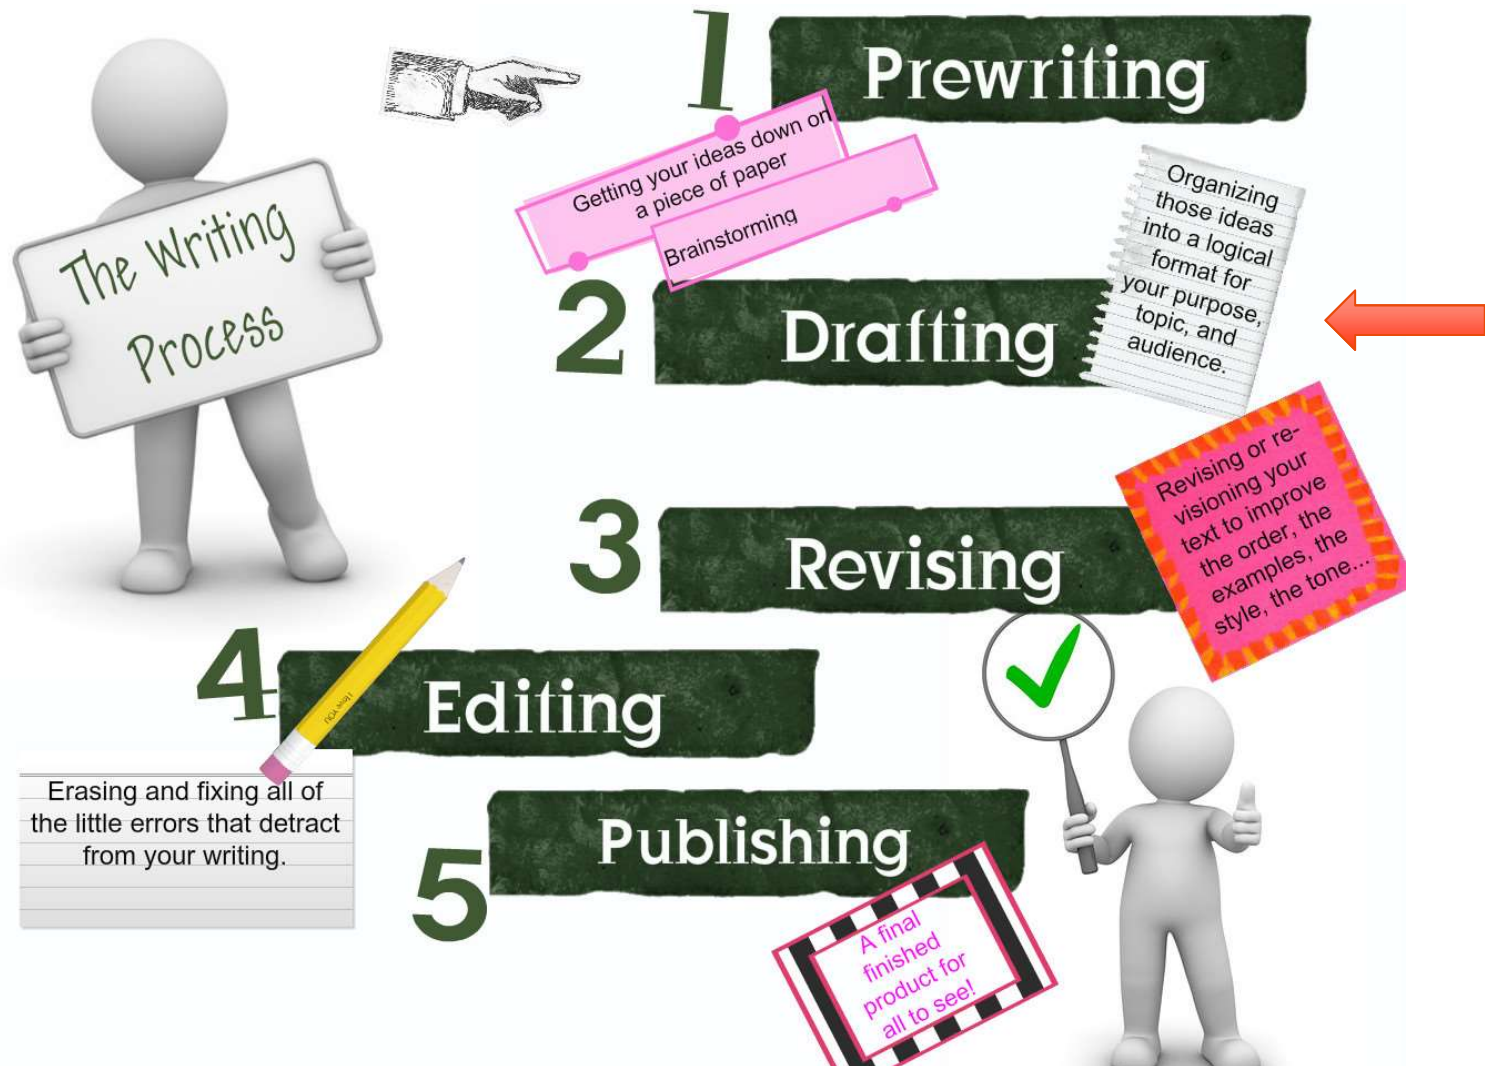 The Writing
Process
1
Prewriting
Getting your ideas down on
a piece of paper
Brainstorming
2
Drafting
Organizing
those ideas
into a logical
format for
your purpose,
topic, and
audience.
3
Revising
Revising or re-
visioning your
text to improve
the order, the
examples, the
style, the tone...
4
Editing
I love you
Erasing and fixing all of
the little errors that detract
from your writing.
5
Publishing
A final
finished
product for
all to see!